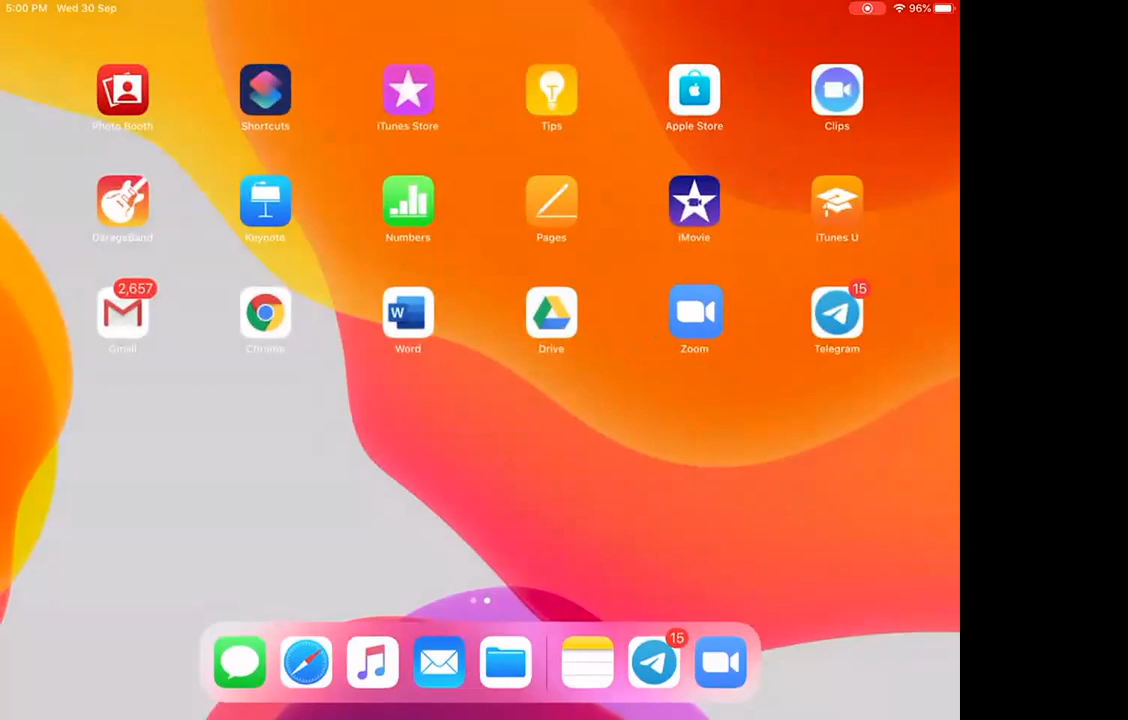 5:00 PM Wed 30 Sep 96%
Photo Booth Shortcuts iTunes Store Tips Apple Store Clips
GarageBand Keynote Numbers Pages iMovie iTunes U
2,657 15
W
Gmail Chrome Word Drive Zoom Telegram
15